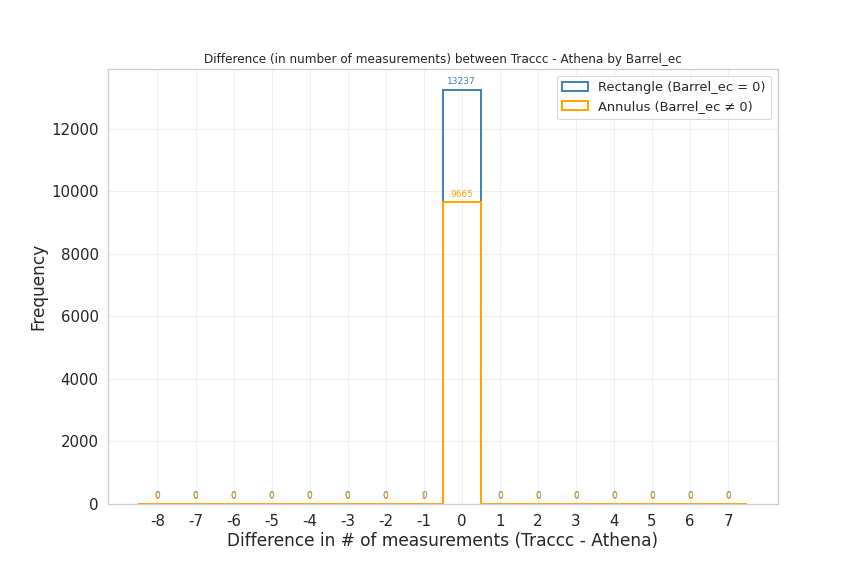 Difference (in number of measurements) between Traccc - Athena by Barrel_ec
13237
Rectangle (Barrel_ec = 0)
Annulus (Barrel_ec ≠ 0)
12000
10000
9665
8000
6000
4000
2000
0 0 0 0 0 0 0 0 0 0 0 0 0 0
0
-8 -7 -6 -5 -4 -3 -2 -1 0 1 2 3 4 5 6 7
Frequency
Difference in # of measurements (Traccc - Athena)